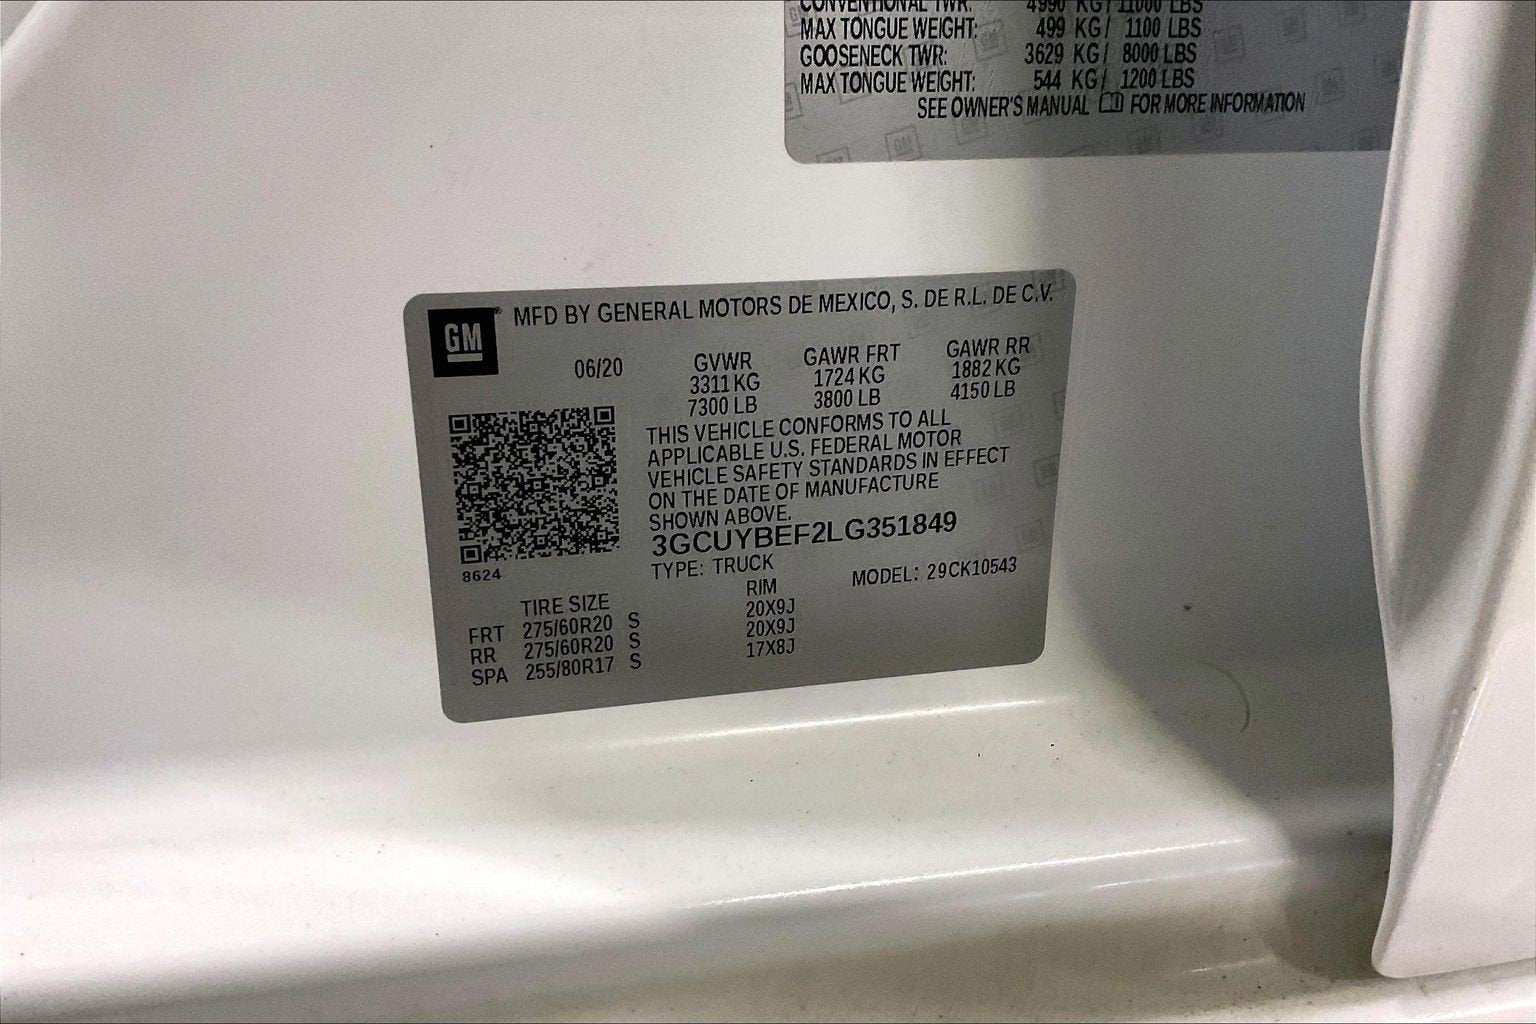 CONVENTIONAL TWR: 4990 KG/ 11000 LBS
MAX TONGUE WEIGHT: 499 KG/ 1100 LBS
GOOSENECK TWR: 3629 KG/ 8000 LBS
MAX TONGUE WEIGHT: 544 KG/ 1200 LBS
SEE OWNER'S MANUAL FOR MORE INFORMATION
GM® MFD BY GENERAL MOTORS DE MEXICO, S. DE R.L. DE C.V.
06/20 GVWR GAWR FRT GAWR RR
3311 KG 1724 KG 1882 KG
7300 LB 3800 LB 4150 LB
THIS VEHICLE CONFORMS TO ALL
APPLICABLE U.S. FEDERAL MOTOR
VEHICLE SAFETY STANDARDS IN EFFECT
ON THE DATE OF MANUFACTURE
SHOWN ABOVE.
3GCUYBEF2LG351849
8624
TYPE: TRUCK MODEL: 29CK10543
TIRE SIZE RIM
FRT 275/60R20 S 20X9J
RR 275/60R20 S 20X9J
SPA 255/80R17 S 17X8J